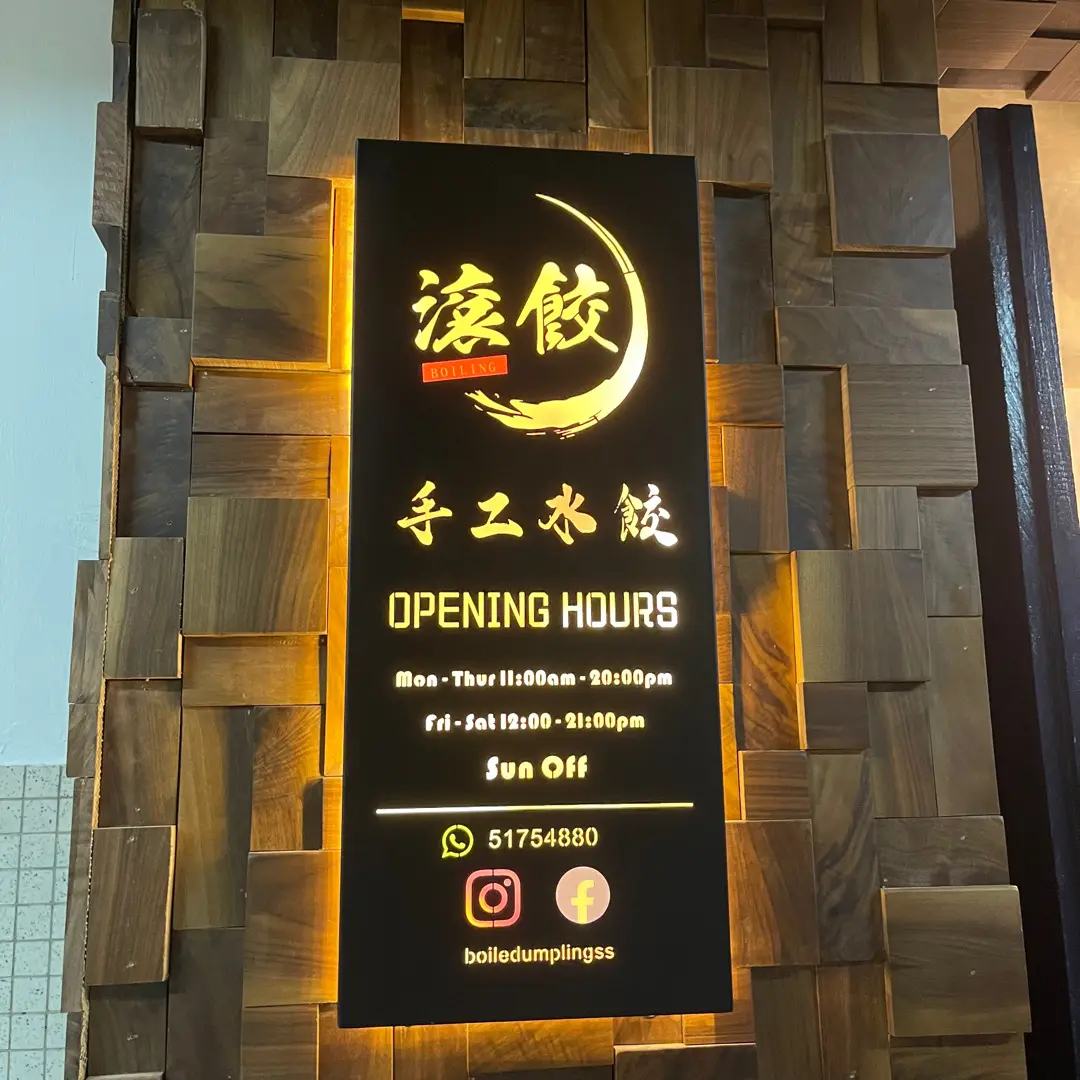 滾餃
BOILING
手工水餃
OPENING HOURS
Mon - Thur 11:00am - 20:00pm
Fri - Sat 12:00 - 21:00pm
Sun Off
51754880
boiledumplingss